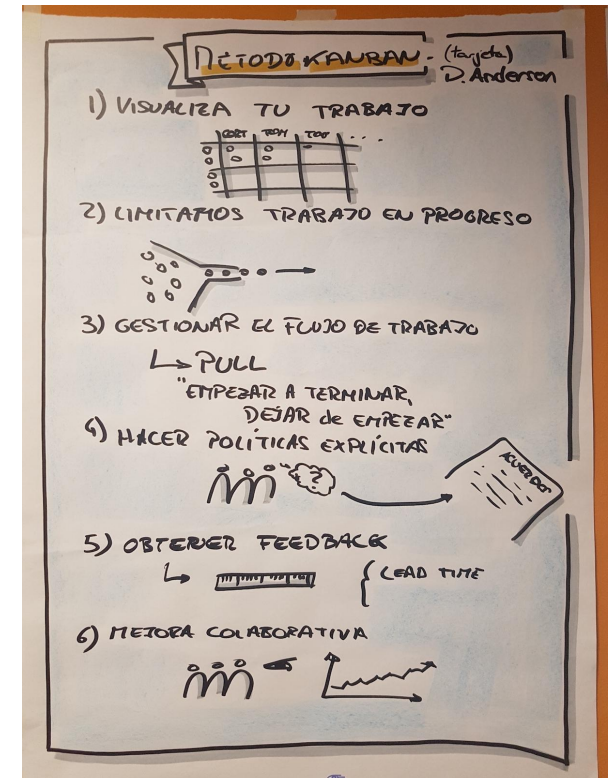 MÉTODO KANBAN - (tarjeta)
D. Anderson
1) VISUALIZA TU TRABAJO
...
2) LIMITAMOS TRABAJO EN PROGRESO
3) GESTIONAR EL FLUJO DE TRABAJO
PULL
"EMPEZAR A TERMINAR,
DEJAR de EMPEZAR"
4) HACER POLÍTICAS EXPLÍCITAS
?
ACUERDOS
5) OBTENER FEEDBACK
LEAD TIME
6) MEJORA COLABORATIVA